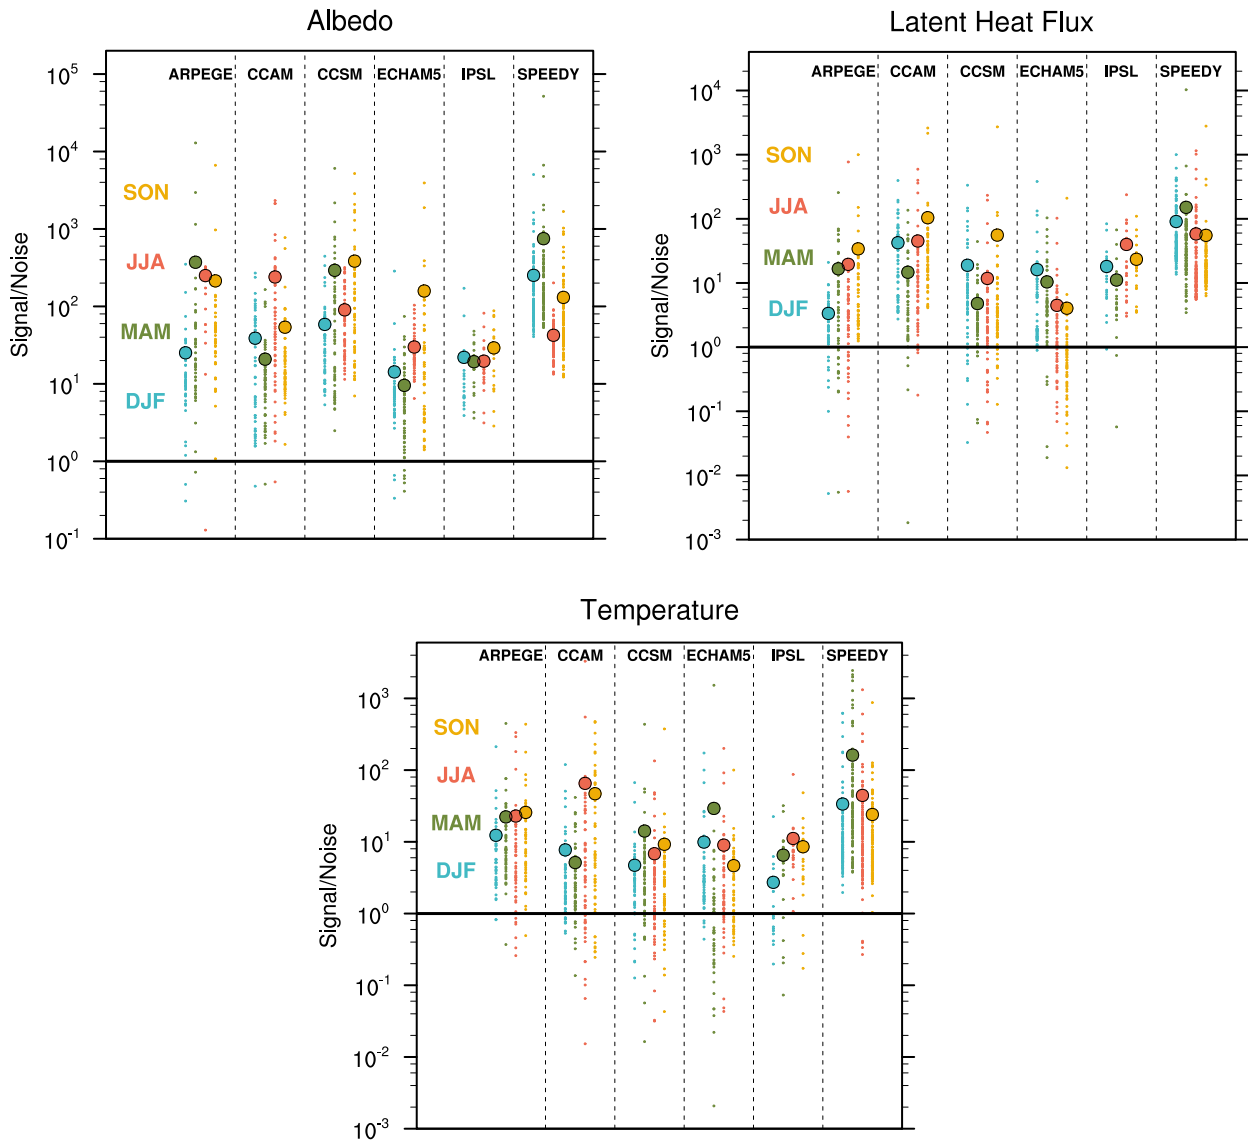 Albedo
ARPEGE CCAM CCSM ECHAM5 IPSL SPEEDY
10^5
10^4
10^3
10^2
10^1
10^0
10^-1
Signal/Noise
SON
JJA
MAM
DJF
Latent Heat Flux
ARPEGE CCAM CCSM ECHAM5 IPSL SPEEDY
10^4
10^3
10^2
10^1
10^0
10^-1
10^-2
10^-3
Signal/Noise
SON
JJA
MAM
DJF
Temperature
ARPEGE CCAM CCSM ECHAM5 IPSL SPEEDY
10^3
10^2
10^1
10^0
10^-1
10^-2
10^-3
Signal/Noise
SON
JJA
MAM
DJF